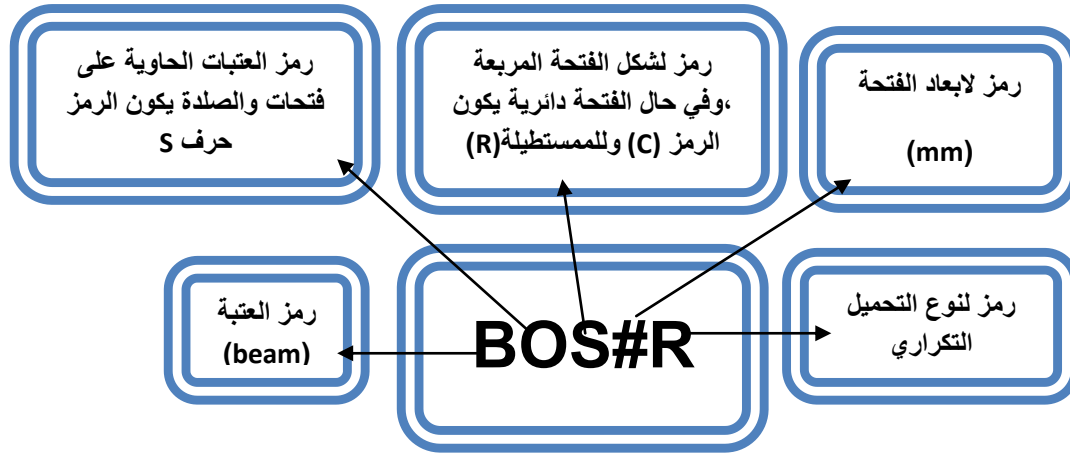 رمز العتبات الحاوية على
فتحات والصلدة يكون الرمز
حرف S
رمز لشكل الفتحة المربعة
،وفي حال الفتحة دائرية يكون
الرمز (C) وللممستطيلة(R)
رمز لابعاد الفتحة
(mm)
رمز العتبة
(beam)
BOS#R
رمز لنوع التحميل
التكراري